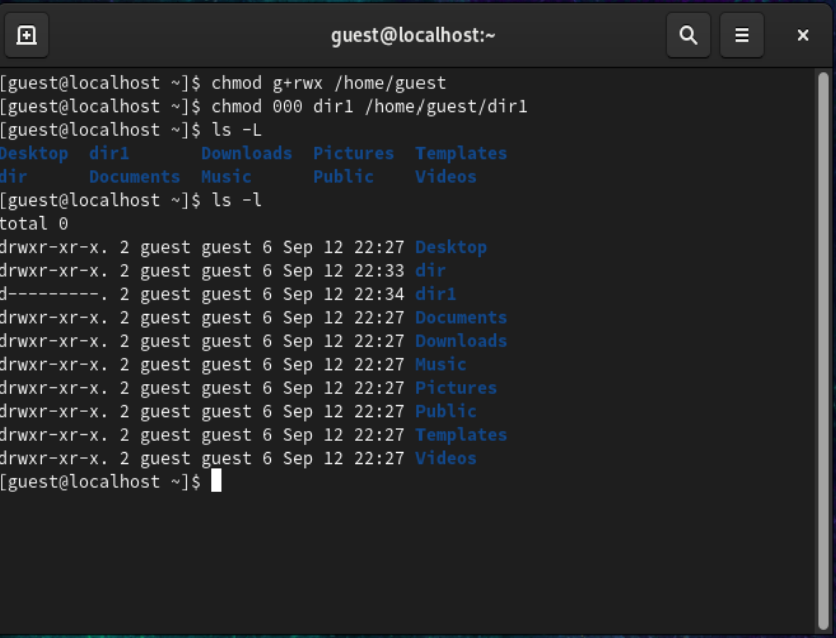 guest@localhost:~
[guest@localhost ~]$ chmod g+rwx /home/guest
[guest@localhost ~]$ chmod 000 dir1 /home/guest/dir1
[guest@localhost ~]$ ls -L
Desktop  dir1       Downloads  Pictures  Templates
dir      Documents  Music      Public    Videos
[guest@localhost ~]$ ls -l
total 0
drwxr-xr-x. 2 guest guest 6 Sep 12 22:27 Desktop
drwxr-xr-x. 2 guest guest 6 Sep 12 22:33 dir
d---------. 2 guest guest 6 Sep 12 22:34 dir1
drwxr-xr-x. 2 guest guest 6 Sep 12 22:27 Documents
drwxr-xr-x. 2 guest guest 6 Sep 12 22:27 Downloads
drwxr-xr-x. 2 guest guest 6 Sep 12 22:27 Music
drwxr-xr-x. 2 guest guest 6 Sep 12 22:27 Pictures
drwxr-xr-x. 2 guest guest 6 Sep 12 22:27 Public
drwxr-xr-x. 2 guest guest 6 Sep 12 22:27 Templates
drwxr-xr-x. 2 guest guest 6 Sep 12 22:27 Videos
[guest@localhost ~]$